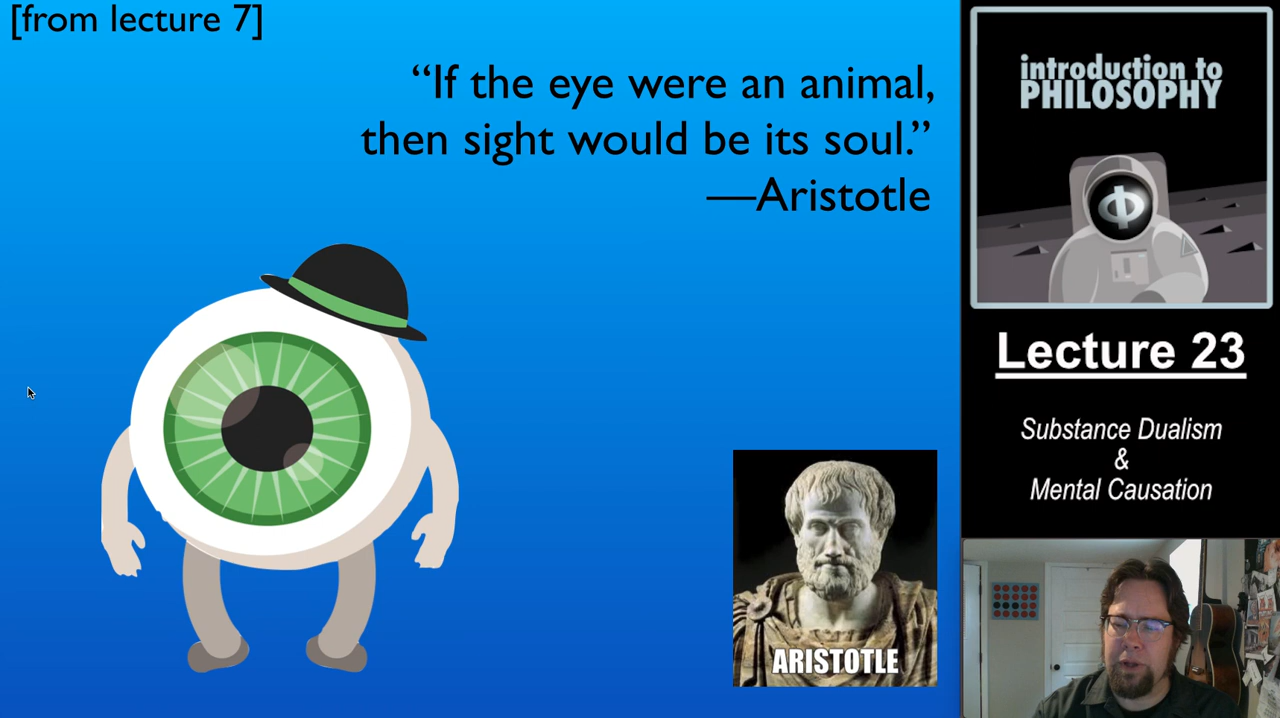 [from lecture 7]
“If the eye were an animal,
then sight would be its soul.”
—Aristotle
ARISTOTLE
introduction to
PHILOSOPHY
Φ
Lecture 23
Substance Dualism
&
Mental Causation